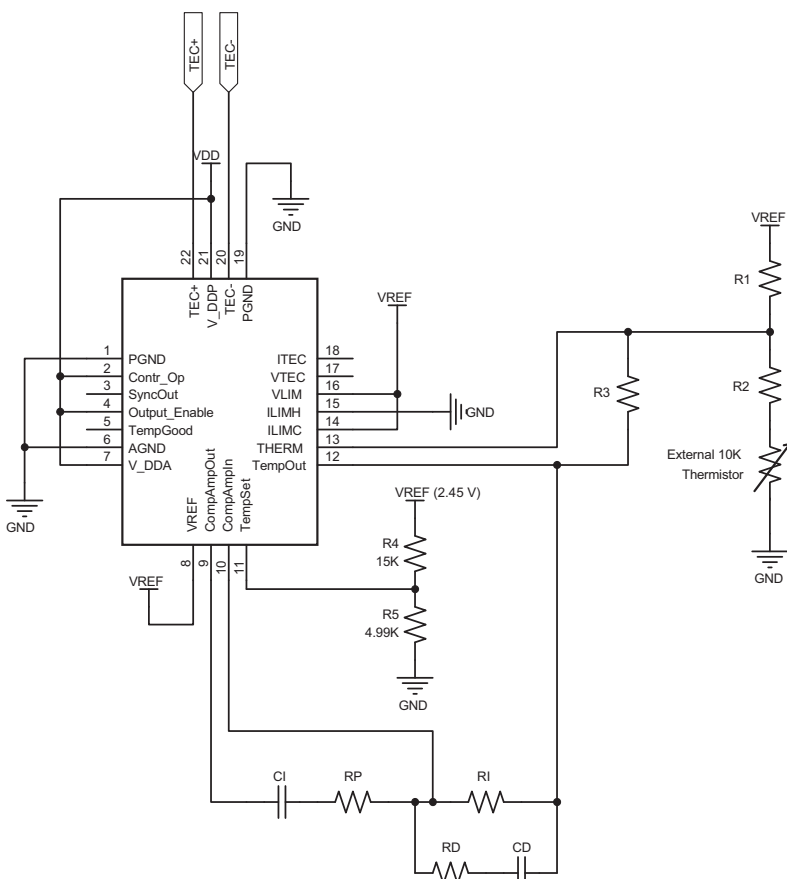 TEC+
TEC-
VDD
GND
22
21
20
19
TEC+
V_DDP
TEC-
PGND
VREF
R1
VREF
1
PGND
ITEC
18
2
Contr_Op
VTEC
17
3
SyncOut
VLIM
16
4
Output_Enable
ILIMH
15
GND
5
TempGood
ILIMC
14
6
AGND
THERM
13
7
V_DDA
TempOut
12
R3
R2
External 10K
Thermistor
GND
GND
VREF
CompAmpOut
CompAmpIn
TempSet
8
9
10
11
VREF
VREF (2.45 V)
R4
15K
R5
4.99K
GND
CI
RP
RI
RD
CD